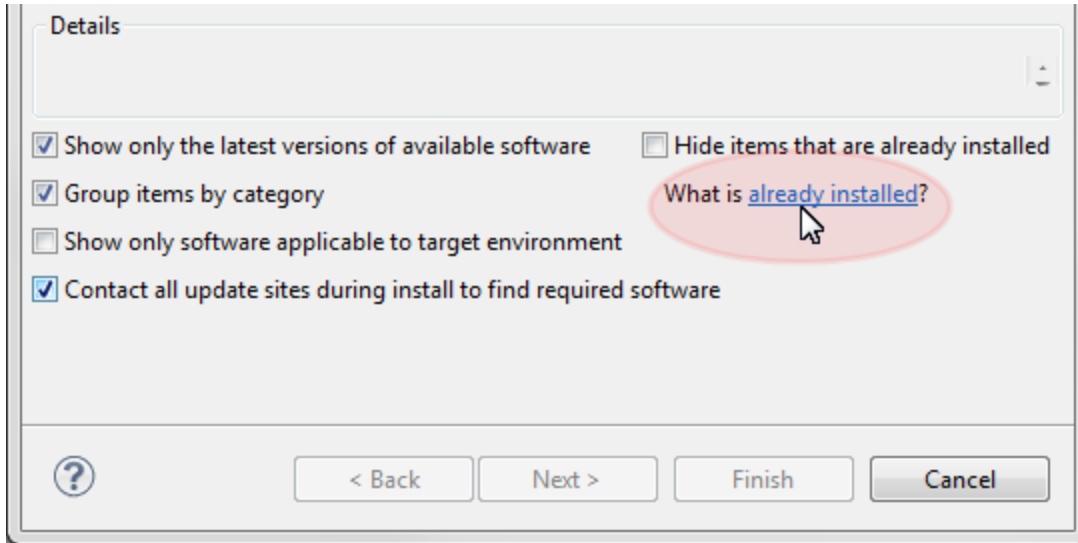 Details
Show only the latest versions of available software
Hide items that are already installed
Group items by category
What is already installed?
Show only software applicable to target environment
Contact all update sites during install to find required software
?
< Back
Next >
Finish
Cancel